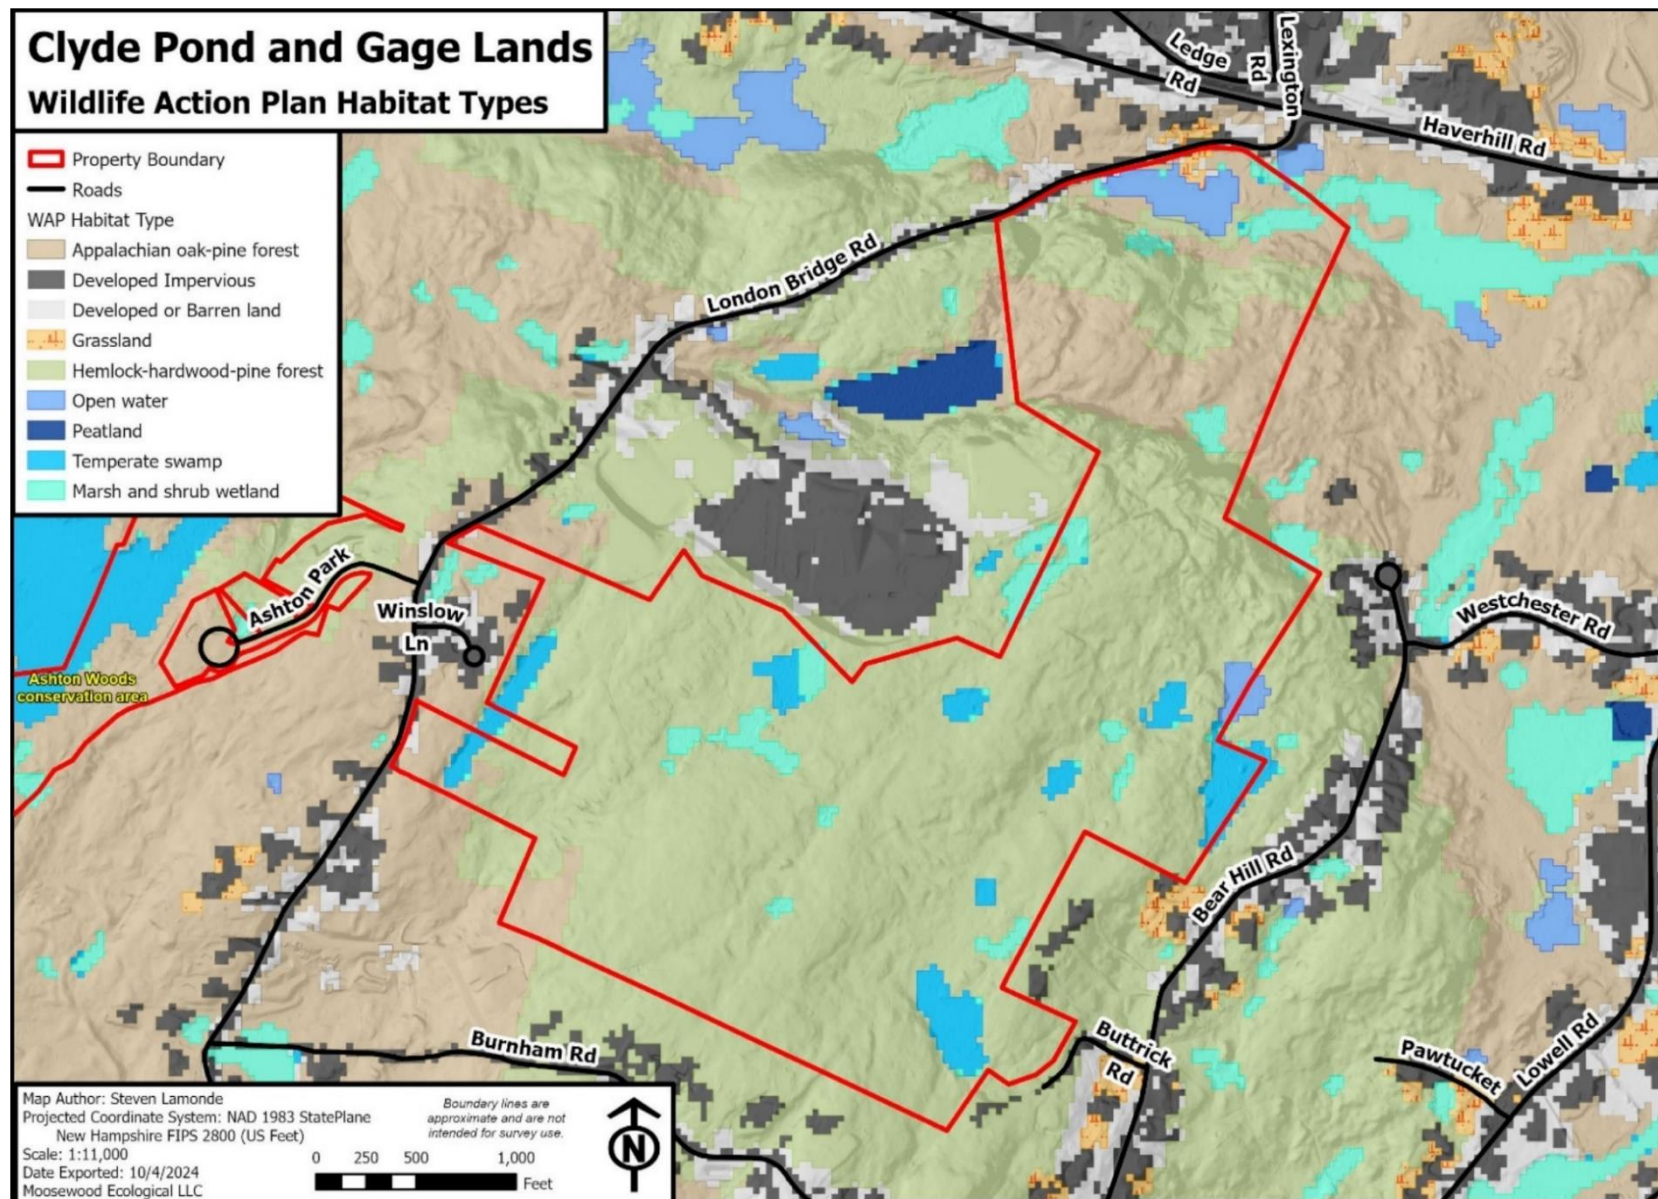 Clyde Pond and Gage Lands
Wildlife Action Plan Habitat Types
Property Boundary
Roads
WAP Habitat Type
Appalachian oak-pine forest
Developed Impervious
Developed or Barren land
Grassland
Hemlock-hardwood-pine forest
Open water
Peatland
Temperate swamp
Marsh and shrub wetland
Ledge
Rd
Lexington
Rd
Haverhill Rd
London Bridge Rd
Ashton Park
Winslow
Ln
Ashton Woods
conservation area
Westchester Rd
Bear Hill Rd
Burnham Rd
Buttrick
Rd
Pawtucket
Lowell Rd
Map Author: Steven Lamonde
Projected Coordinate System: NAD 1983 StatePlane
New Hampshire FIPS 2800 (US Feet)
Scale: 1:11,000
Date Exported: 10/4/2024
Moosewood Ecological LLC
Boundary lines are
approximate and are not
intended for survey use.
0 250 500 1,000
Feet
N